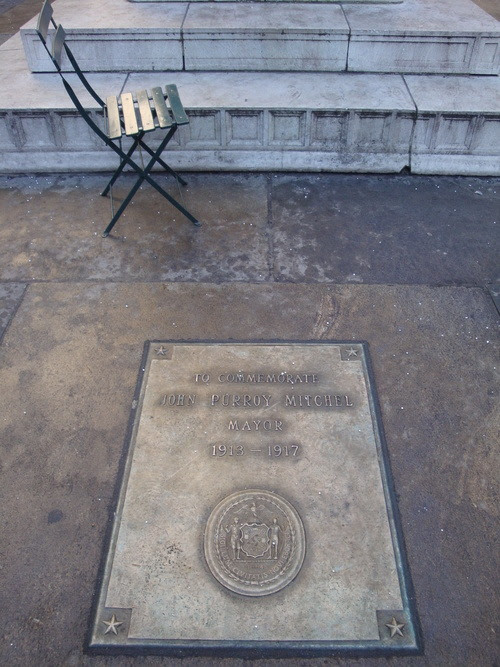 TO COMMEMORATE
JOHN PURROY MITCHEL
MAYOR
1913 - 1917